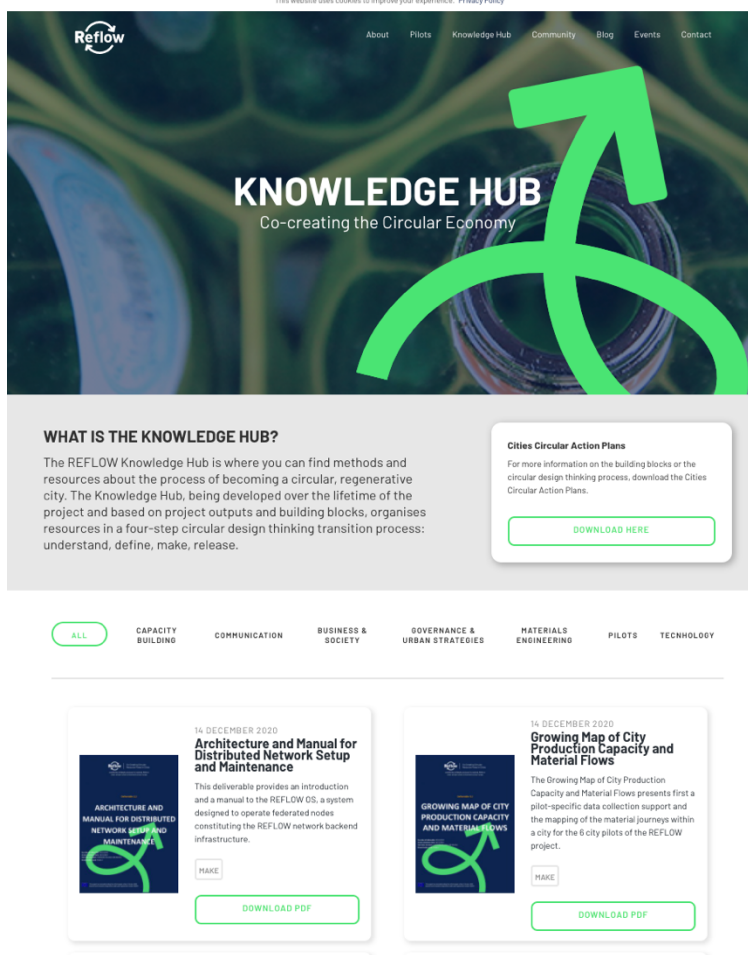 This website uses cookies to improve your experience. Privacy Policy
Reflow
About Pilots Knowledge Hub Community Blog Events Contact
KNOWLEDGE HUB
Co-creating the Circular Economy
WHAT IS THE KNOWLEDGE HUB?
The REFLOW Knowledge Hub is where you can find methods and
resources about the process of becoming a circular, regenerative
city. The Knowledge Hub, being developed over the lifetime of the
project and based on project outputs and building blocks, organises
resources in a four-step circular design thinking transition process:
understand, define, make, release.
Cities Circular Action Plans
For more information on the building blocks or the
circular design thinking process, download the Cities
Circular Action Plans.
DOWNLOAD HERE
ALL
CAPACITY
BUILDING
COMMUNICATION
BUSINESS &
SOCIETY
GOVERNANCE &
URBAN STRATEGIES
MATERIALS
ENGINEERING
PILOTS
TECNHOLOGY
ARCHITECTURE AND
MANUAL FOR DISTRIBUTED
NETWORK SETUP AND
MAINTENANCE
14 DECEMBER 2020
Architecture and Manual for
Distributed Network Setup
and Maintenance
This deliverable provides an introduction
and a manual to the REFLOW OS, a system
designed to operate federated nodes
constituting the REFLOW network backend
infrastructure.
MAKE
DOWNLOAD PDF
GROWING MAP OF CITY
PRODUCTION CAPACITY
AND MATERIAL FLOWS
14 DECEMBER 2020
Growing Map of City
Production Capacity and
Material Flows
The Growing Map of City Production
Capacity and Material Flows presents first a
pilot-specific data collection support and
the mapping of the material journeys within
a city for the 6 city pilots of the REFLOW
project.
MAKE
DOWNLOAD PDF